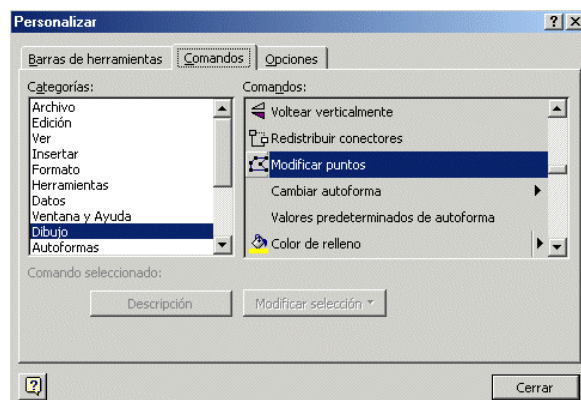 Personalizar
Barras de herramientas Comandos Opciones
Categorías: Comandos:
Archivo
Edición
Ver
Insertar
Formato
Herramientas
Datos
Ventana y Ayuda
Dibujo
Autoformas
Voltear verticalmente
Redistribuir conectores
Modificar puntos
Cambiar autoforma
Valores predeterminados de autoforma
Color de relleno
Comando seleccionado:
Descripción Modificar selección
Cerrar